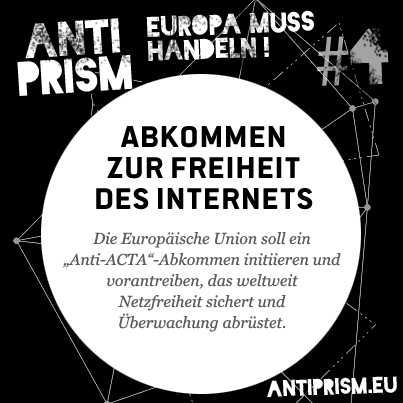 ANTI
PRISM
EUROPA MUSS
HANDELN!
#4
ABKOMMEN
ZUR FREIHEIT
DES INTERNETS
Die Europäische Union soll ein
„Anti-ACTA“-Abkommen initiieren und
vorantreiben, das weltweit
Netzfreiheit sichert und
Überwachung abrüstet.
ANTIPRISM.EU